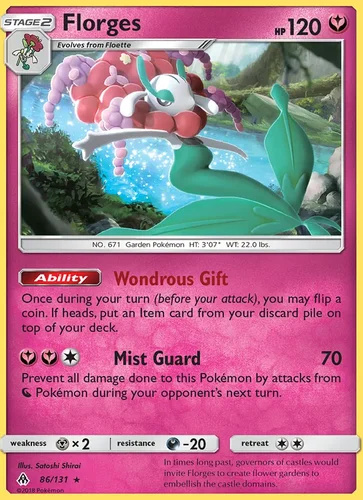 STAGE 2 Florges HP 120
Evolves from Floette
NO. 671 Garden Pokémon HT: 3'07" WT: 22.0 lbs.
Ability Wondrous Gift
Once during your turn (before your attack), you may flip a
coin. If heads, put an Item card from your discard pile on
top of your deck.
Mist Guard 70
Prevent all damage done to this Pokémon by attacks from
Pokémon during your opponent's next turn.
weakness ×2 resistance -20 retreat
Illus. Satoshi Shirai
86/131 ★
©2018 Pokémon
In times long past, governors of castles would
invite Florges to create flower gardens to
embellish the castle domains.